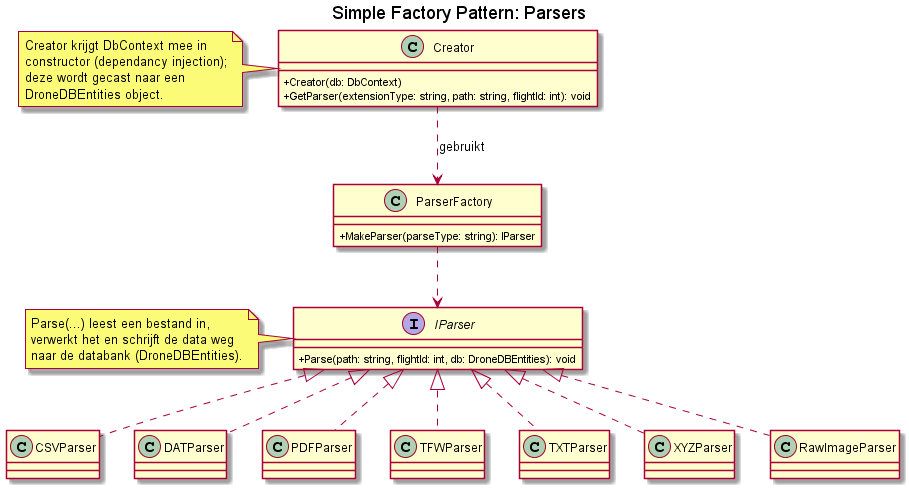 Simple Factory Pattern: Parsers
Creator krijgt DbContext mee in
constructor (dependancy injection);
deze wordt gecast naar een
DroneDBEntities object.
C Creator
+Creator(db: DbContext)
+GetParser(extensionType: string, path: string, flightId: int): void
gebruikt
C ParserFactory
+MakeParser(parseType: string): IParser
Parse(...) leest een bestand in,
verwerkt het en schrijft de data weg
naar de databank (DroneDBEntities).
I IParser
+Parse(path: string, flightId: int, db: DroneDBEntities): void
C CSVParser
C DATParser
C PDFParser
C TFWParser
C TXTParser
C XYZParser
C RawImageParser